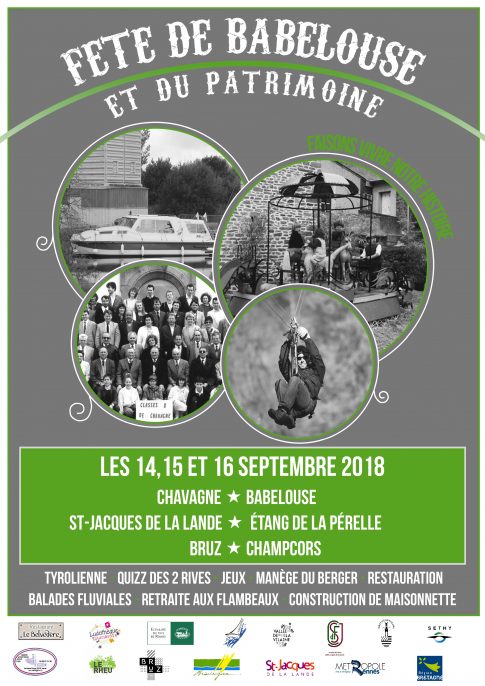 FETE DE BABELOUSE
ET DU PATRIMOINE
FAISONS VIVRE NOTRE HISTOIRE
CLASSES 8
DE CHAVAGNE
LES 14,15 ET 16 SEPTEMBRE 2018
CHAVAGNE ★ BABELOUSE
ST-JACQUES DE LA LANDE ★ ÉTANG DE LA PÉRELLE
BRUZ ★ CHAMPCORS
TYROLIENNE QUIZZ DES 2 RIVES JEUX MANÈGE DU BERGER RESTAURATION
BALADES FLUVIALES RETRAITE AUX FLAMBEAUX CONSTRUCTION DE MAISONNETTE
Le Belvédère
Ludothèque
VALLÉE DE LA VILAINE
SETHY
LE RHEU
BRUZ
St-Jacques DE LA LANDE
METROPOLE Rennes
BRETAGNE